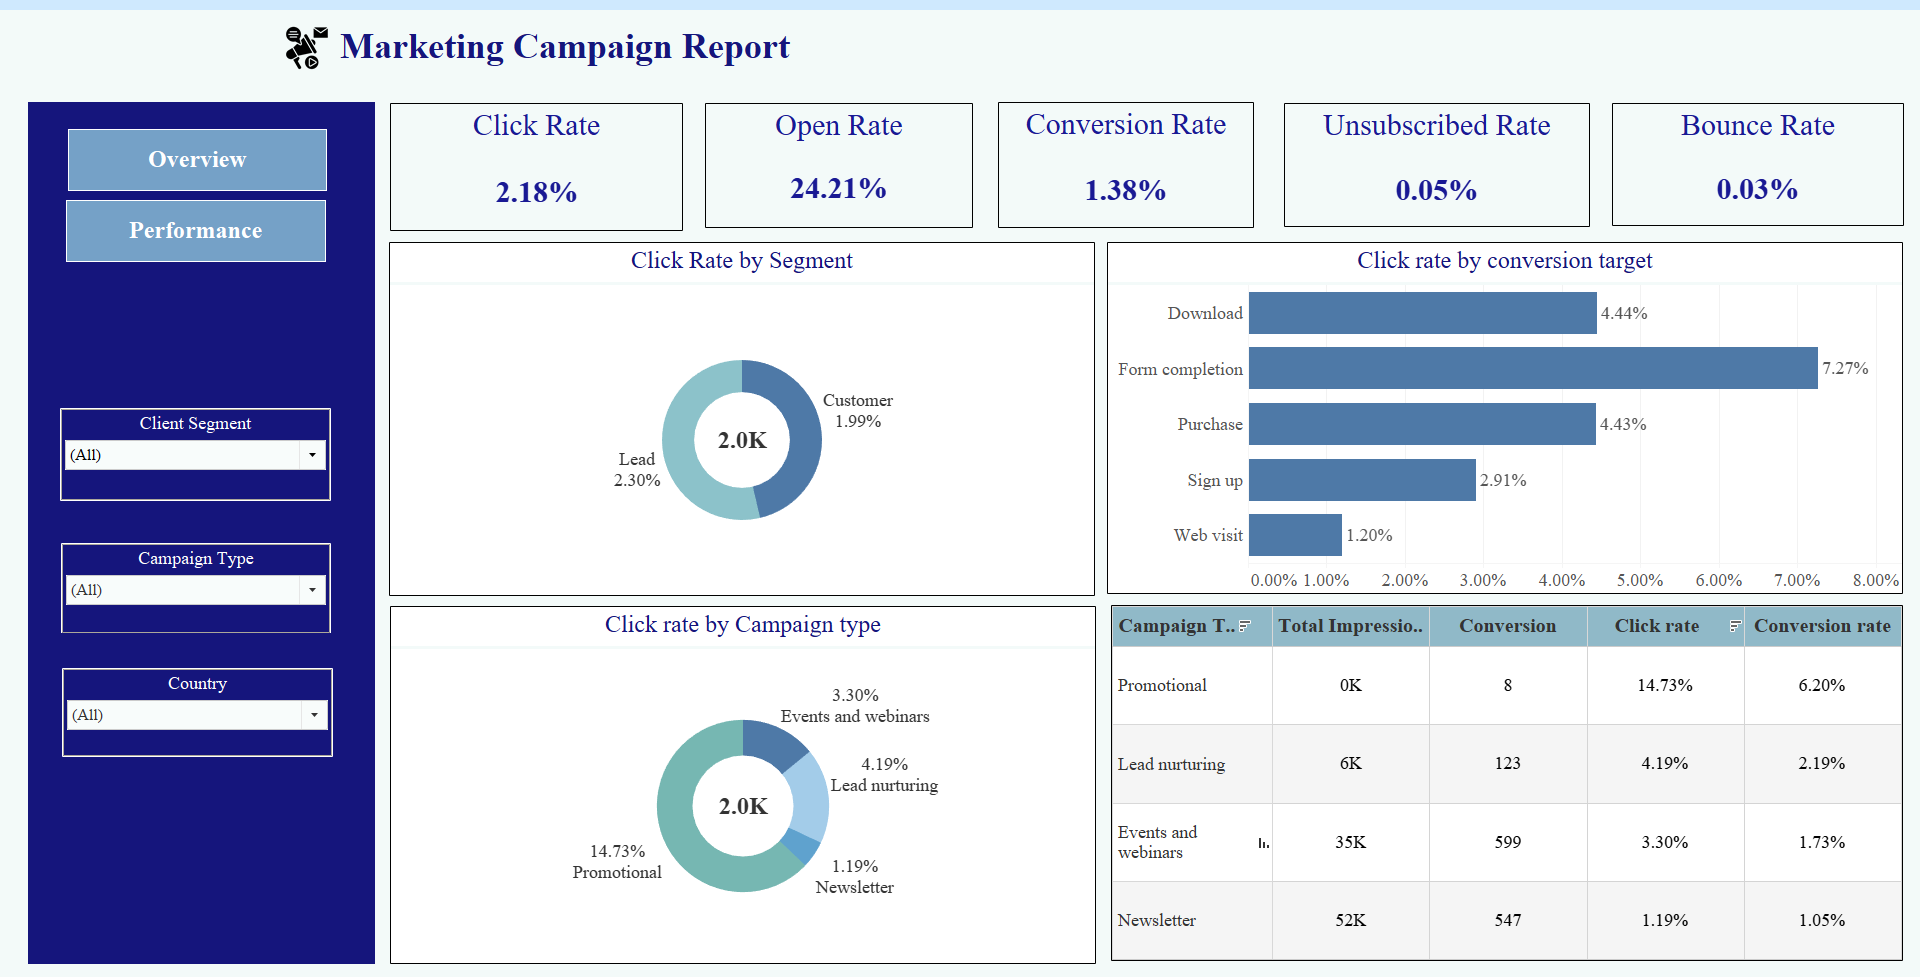 Marketing Campaign Report
Overview
Performance
Client Segment
(All)
Campaign Type
(All)
Country
(All)
Click Rate
2.18%
Open Rate
24.21%
Conversion Rate
1.38%
Unsubscribed Rate
0.05%
Bounce Rate
0.03%
Click Rate by Segment
Customer
1.99%
2.0K
Lead
2.30%
Click rate by conversion target
Download 4.44%
Form completion 7.27%
Purchase 4.43%
Sign up 2.91%
Web visit 1.20%
0.00% 1.00% 2.00% 3.00% 4.00% 5.00% 6.00% 7.00% 8.00%
Click rate by Campaign type
3.30%
Events and webinars
4.19%
Lead nurturing
2.0K
14.73%
Promotional
1.19%
Newsletter
Campaign T.. Total Impressio.. Conversion Click rate Conversion rate
Promotional 0K 8 14.73% 6.20%
Lead nurturing 6K 123 4.19% 2.19%
Events and
webinars 35K 599 3.30% 1.73%
Newsletter 52K 547 1.19% 1.05%